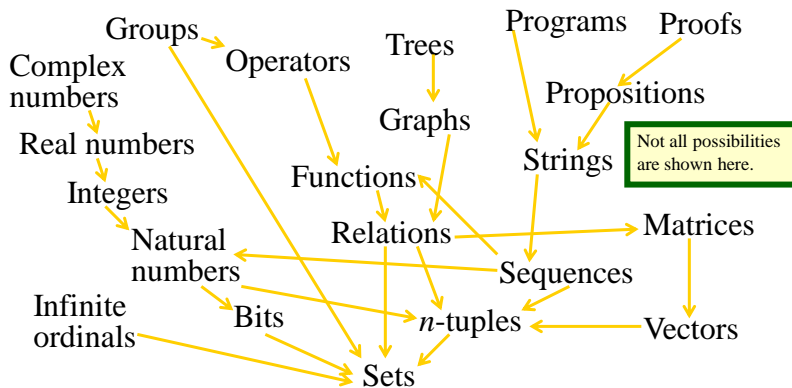 Groups
Programs
Proofs
Operators
Trees
Complex
numbers
Propositions
Graphs
Real numbers
Not all possibilities
are shown here.
Strings
Functions
Integers
Relations
Matrices
Natural
numbers
Sequences
Infinite
ordinals
Bits
n-tuples
Vectors
Sets